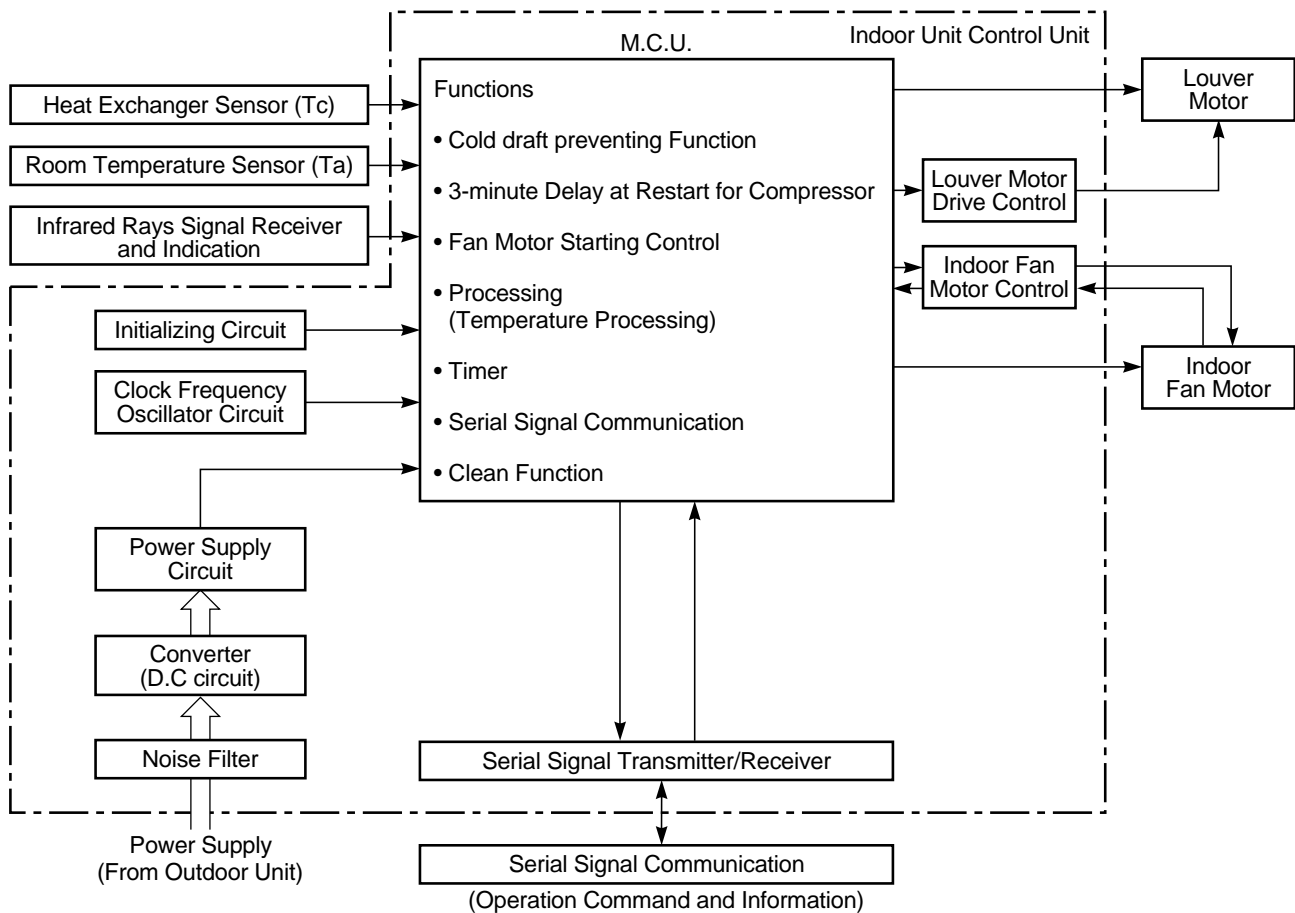 M.C.U.
Indoor Unit Control Unit
Heat Exchanger Sensor (Tc)
Room Temperature Sensor (Ta)
Infrared Rays Signal Receiver
and Indication
Initializing Circuit
Clock Frequency
Oscillator Circuit
Power Supply
Circuit
Converter
(D.C circuit)
Noise Filter
Power Supply
(From Outdoor Unit)
Functions
• Cold draft preventing Function
• 3-minute Delay at Restart for Compressor
• Fan Motor Starting Control
• Processing
(Temperature Processing)
• Timer
• Serial Signal Communication
• Clean Function
Louver
Motor
Louver Motor
Drive Control
Indoor Fan
Motor Control
Indoor
Fan Motor
Serial Signal Transmitter/Receiver
Serial Signal Communication
(Operation Command and Information)